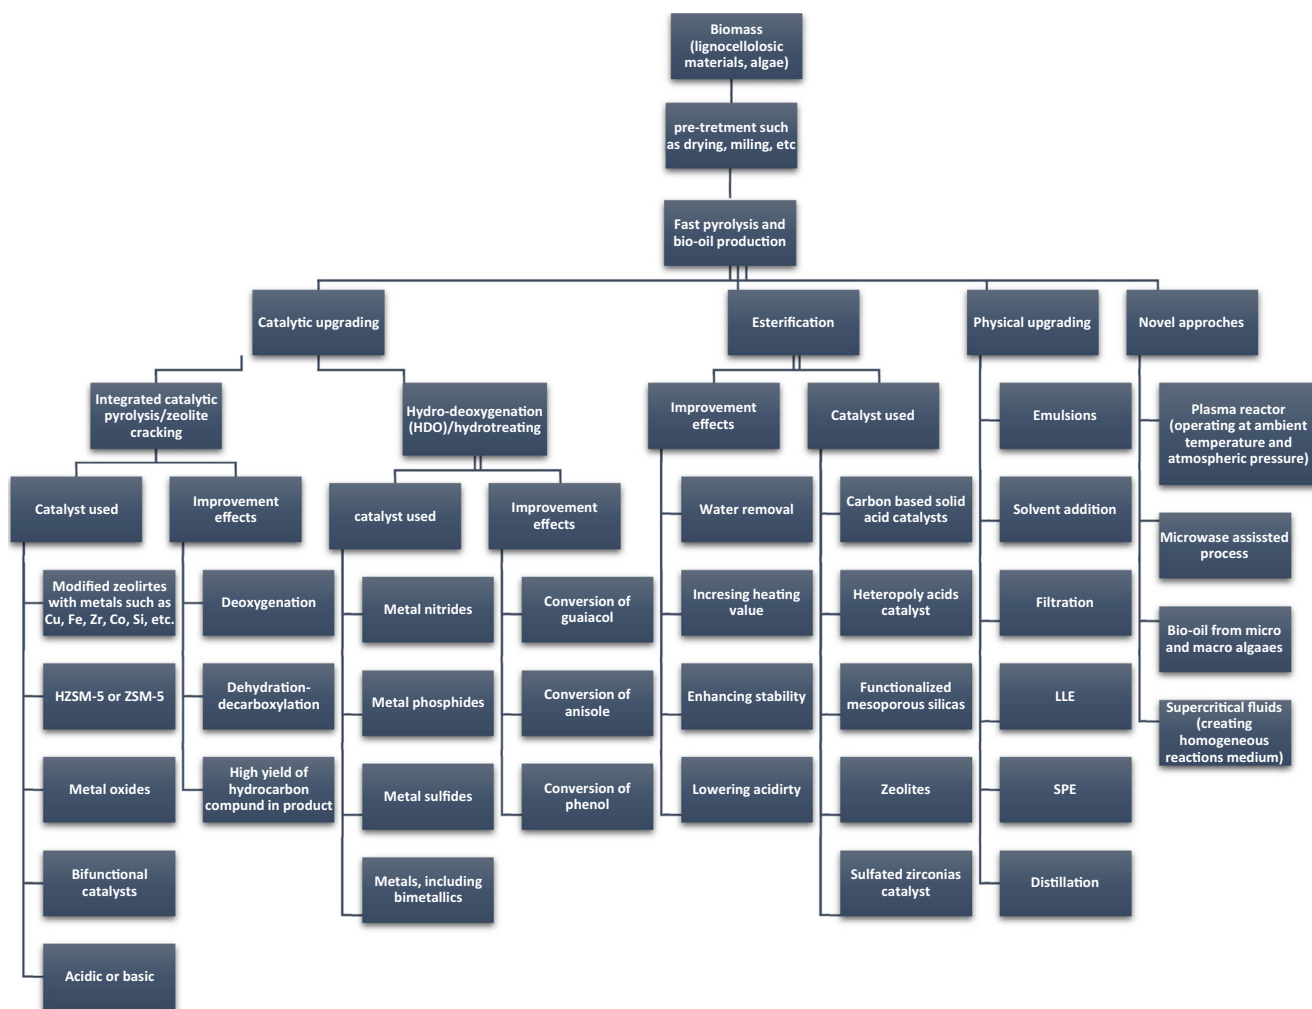 Biomass
(lignocellolosic
materials, algae)
pre-tretment such
as drying, miling, etc
Fast pyrolysis and
bio-oil production
Catalytic upgrading
Esterification
Physical upgrading
Novel approches
Integrated catalytic
pyrolysis/zeolite
cracking
Hydro-deoxygenation
(HDO)/hydrotreating
Improvement
effects
Catalyst used
Emulsions
Plasma reactor
(operating at ambient
temperature and
atmospheric pressure)
Catalyst used
Improvement
effects
catalyst used
Improvement
effects
Water removal
Carbon based solid
acid catalysts
Solvent addition
Microwase assissted
process
Modified zeolirtes
with metals such as
Cu, Fe, Zr, Co, Si, etc.
Deoxygenation
Metal nitrides
Conversion of
guaiacol
Incresing heating
value
Heteropoly acids
catalyst
Filtration
Bio-oil from micro
and macro algaaes
HZSM-5 or ZSM-5
Dehydration-
decarboxylation
Metal phosphides
Conversion of
anisole
Enhancing stability
Functionalized
mesoporous silicas
LLE
Supercritical fluids
(creating
homogeneous
reactions medium)
Metal oxides
High yield of
hydrocarbon
compund in product
Metal sulfides
Conversion of
phenol
Lowering acidirty
Zeolites
SPE
Bifunctional
catalysts
Metals, including
bimetallics
Sulfated zirconias
catalyst
Distillation
Acidic or basic